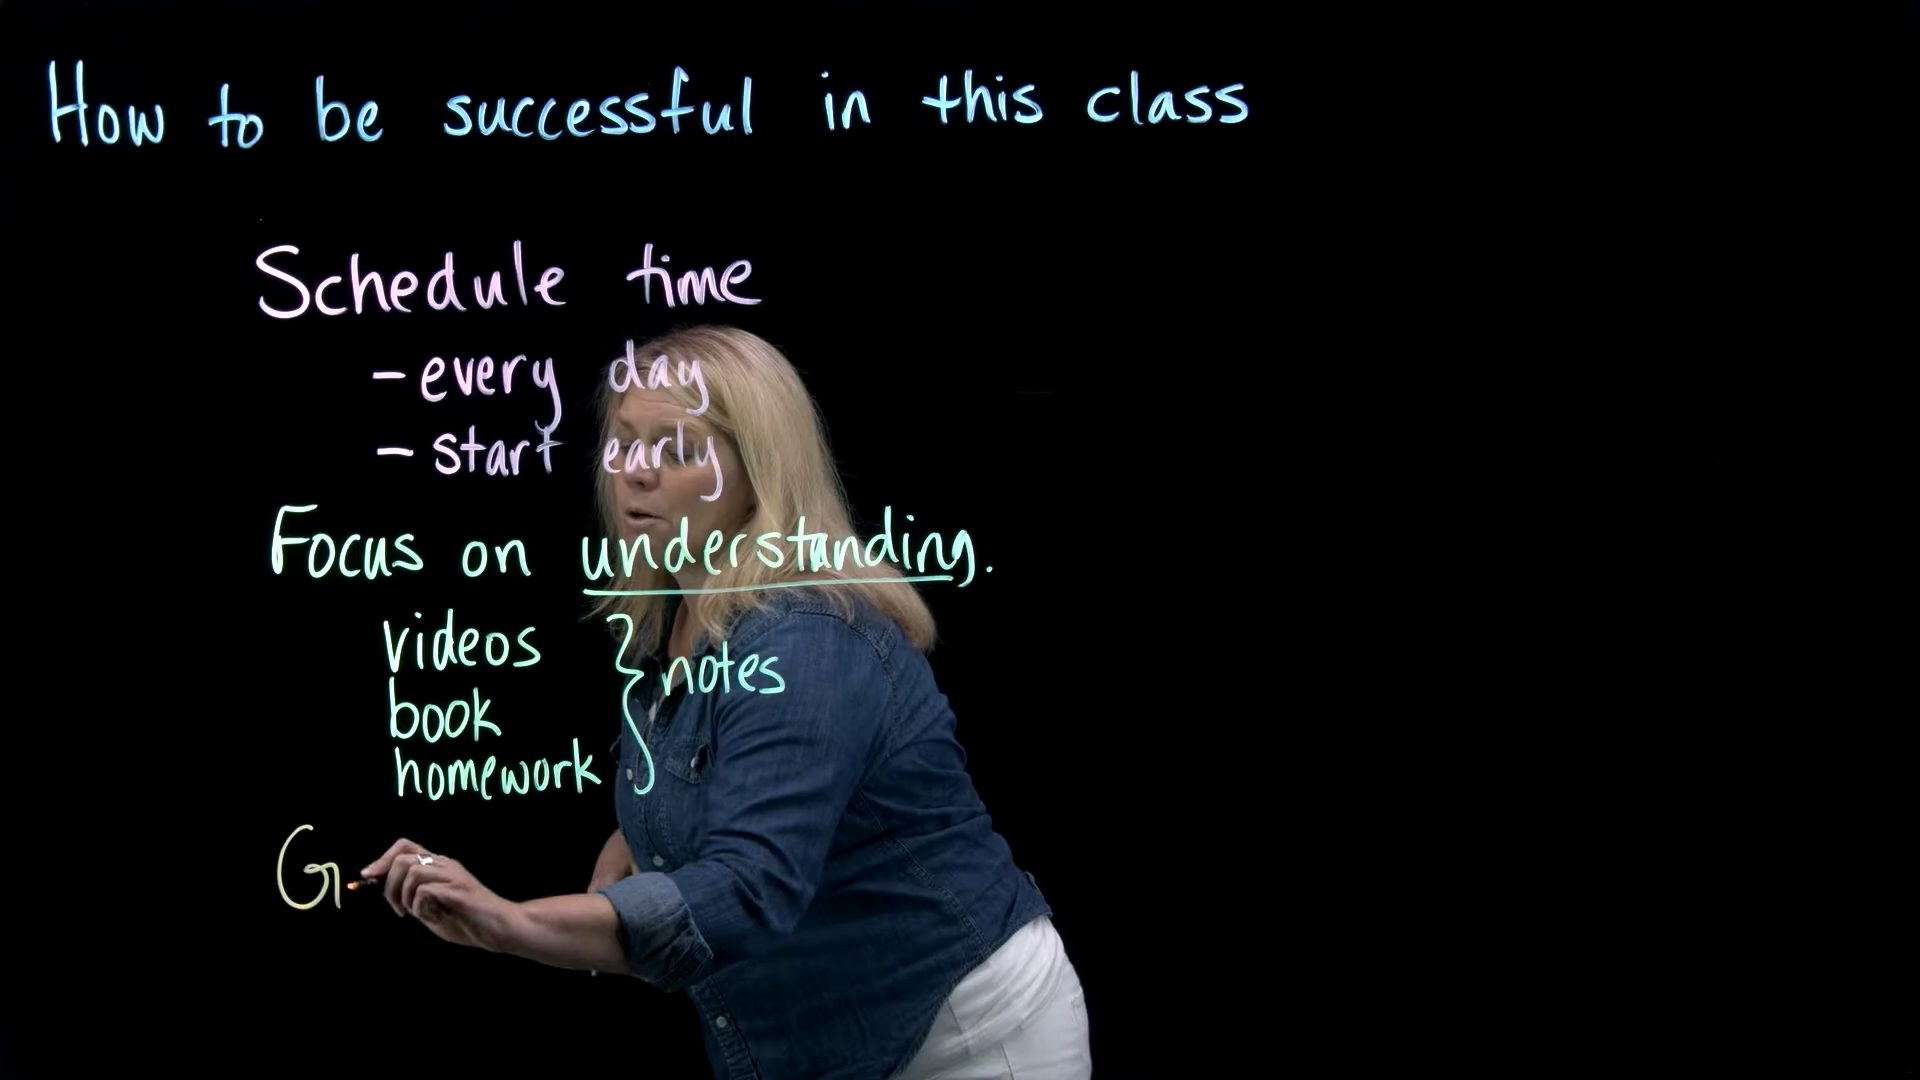 How to be successful in this class
Schedule time
- every day
- start early
Focus on understanding.
videos
book
homework
} notes
G